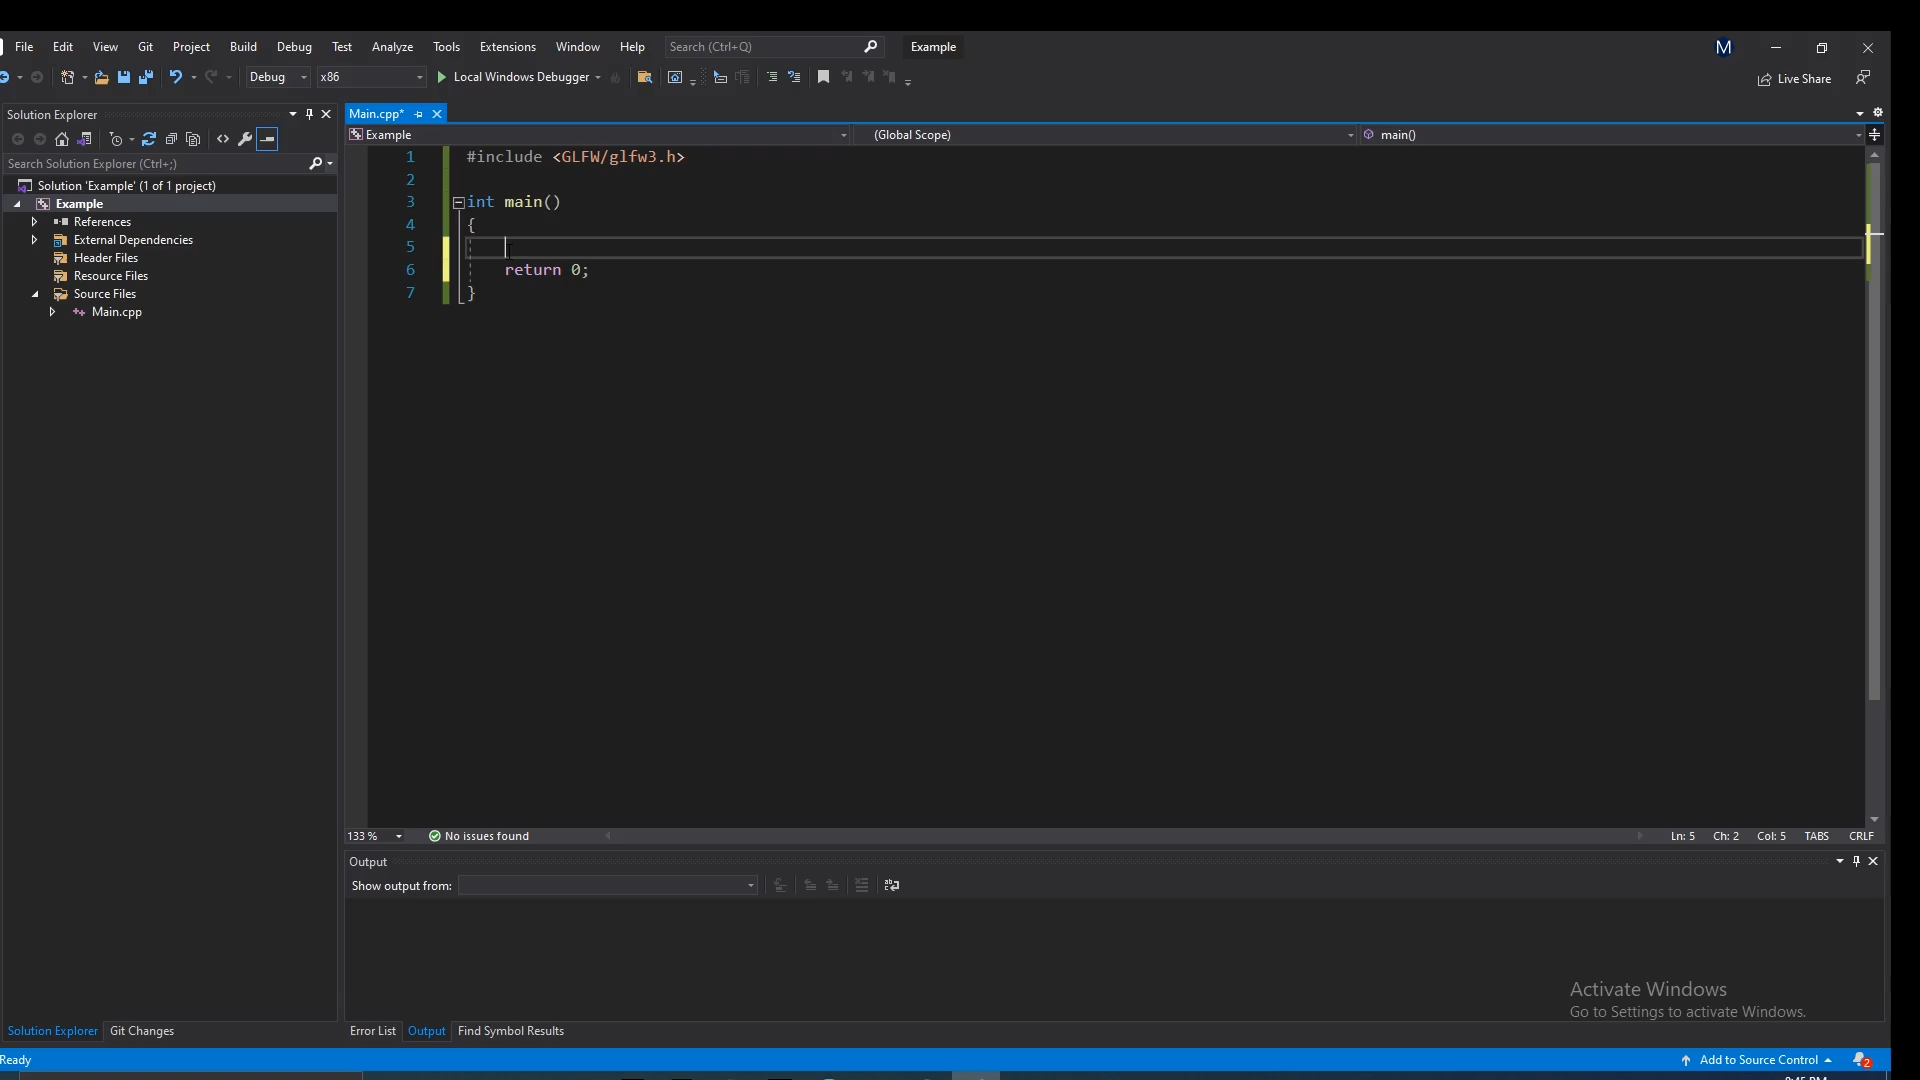 File Edit View Git Project Build Debug Test Analyze Tools Extensions Window Help Search (Ctrl+Q) Example M
Debug x86 Local Windows Debugger Live Share
Solution Explorer
Search Solution Explorer (Ctrl+;)
Solution 'Example' (1 of 1 project)
Example
References
External Dependencies
Header Files
Resource Files
Source Files
Main.cpp
Main.cpp*
Example (Global Scope) main()
1 #include <GLFW/glfw3.h>
2
3 int main()
4 {
5
6 return 0;
7 }
133 % No issues found Ln: 5 Ch: 2 Col: 5 TABS CRLF
Output
Show output from:
Activate Windows
Go to Settings to activate Windows.
Solution Explorer Git Changes Error List Output Find Symbol Results
Ready Add to Source Control 2